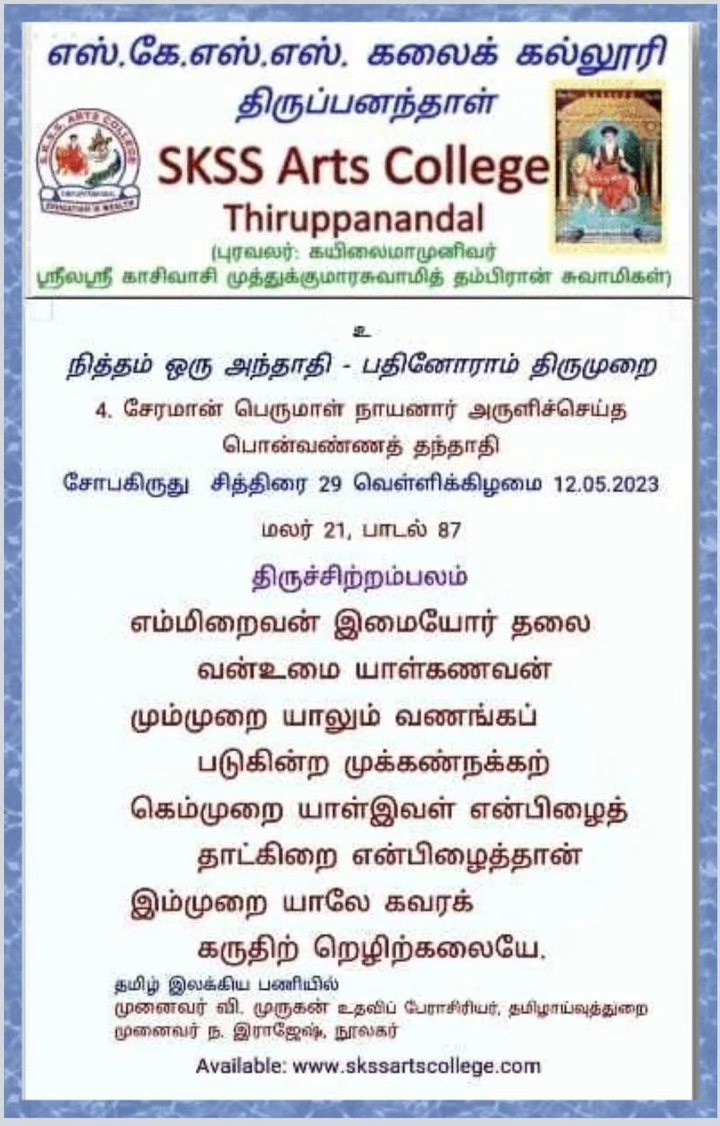 எஸ்.கே.எஸ்.எஸ். கலைக் கல்லூரி
திருப்பனந்தாள்
S.K.S.S. ARTS COLLEGE
SKSS Arts College
Thiruppanandal
(புரவலர்: கயிலைமாமுனிவர்
ஸ்ரீலஸ்ரீ காசிவாசி முத்துக்குமாரசுவாமித் தம்பிரான் சுவாமிகள்)
உ
நித்தம் ஒரு அந்தாதி - பதினோராம் திருமுறை
4. சேரமான் பெருமாள் நாயனார் அருளிச்செய்த
பொன்வண்ணத் தந்தாதி
சோபகிருது சித்திரை 29 வெள்ளிக்கிழமை 12.05.2023
மலர் 21, பாடல் 87
திருச்சிற்றம்பலம்
எம்மிறைவன் இமையோர் தலை
வன்உமை யாள்கணவன்
மும்முறை யாலும் வணங்கப்
படுகின்ற முக்கண்நக்கற்
கெம்முறை யாள்இவள் என்பிழைத்
தாட்கிறை என்பிழைத்தான்
இம்முறை யாலே கவரக்
கருதிற் றெழிற்கலையே.
தமிழ் இலக்கிய பணியில்
முனைவர் வி. முருகன் உதவிப் பேராசிரியர், தமிழாய்வுத்துறை
முனைவர் ந. இராஜேஷ், நூலகர்
Available: www.skssartscollege.com